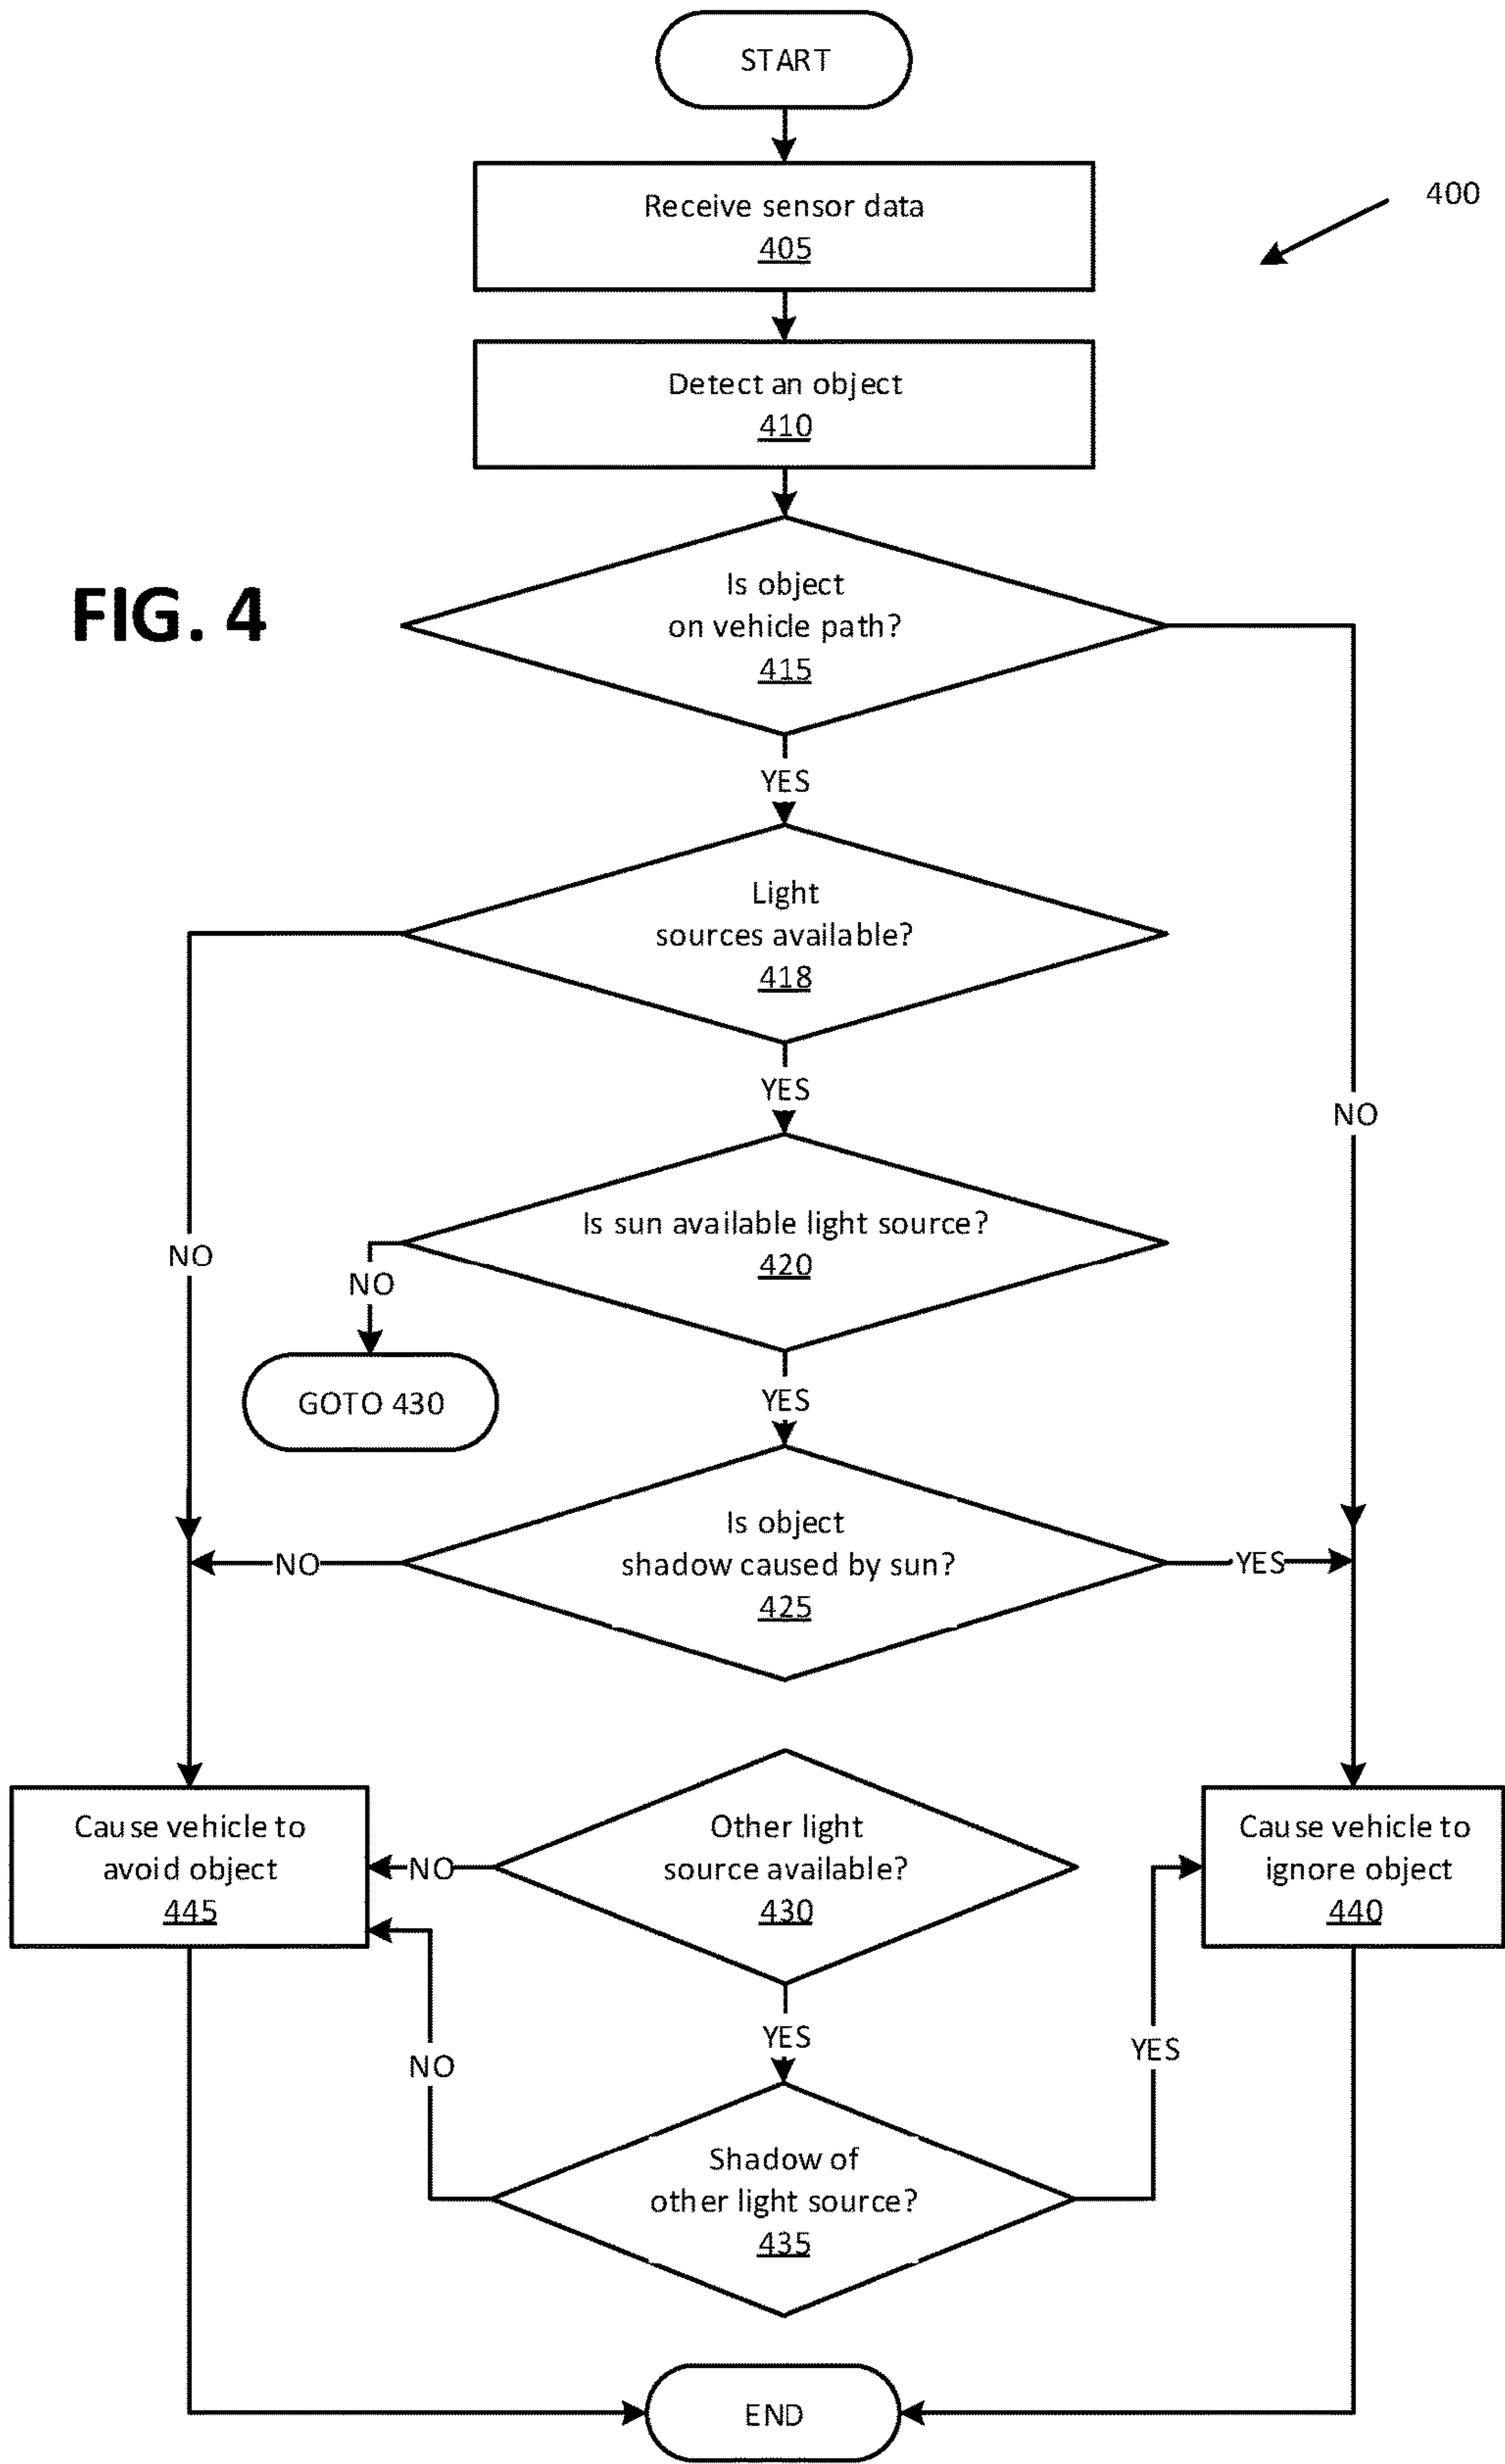 START
Receive sensor data
405
400
Detect an object
410
FIG. 4
Is object
on vehicle path?
415
YES
Light
sources available?
418
YES
NO
Is sun available light source?
420
NO
NO
GOTO 430
YES
Is object
shadow caused by sun?
425
NO
YES
Cause vehicle to
avoid object
445
NO
Other light
source available?
430
Cause vehicle to
ignore object
440
YES
NO
YES
Shadow of
other light source?
435
END